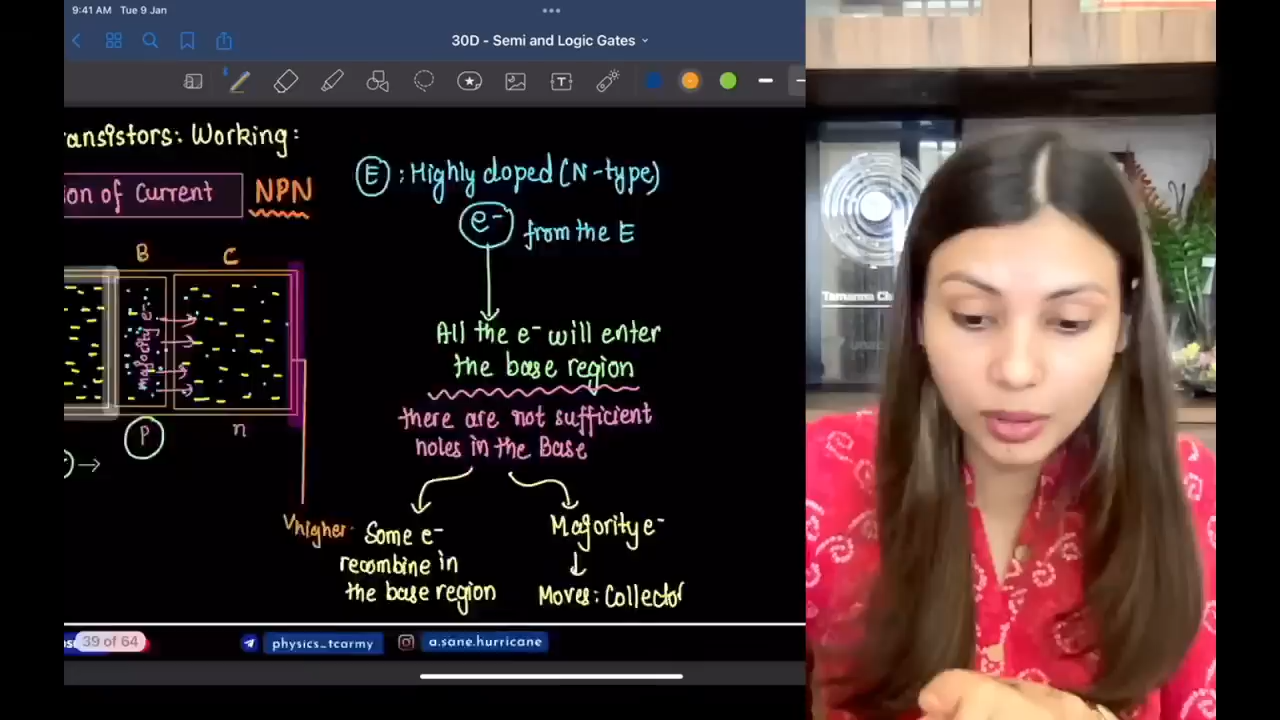 9:41 AM Tue 9 Jan
30D - Semi and Logic Gates
ansistors: Working:
ion of Current NPN
E : Highly doped (N-type)
e- from the E
B C
majority e-
All the e- will enter
the base region
there are not sufficient
holes in the Base
P n
Vhigher
Some e-
recombine in
the base region
Majority e-
Moves: Collector
39 of 64
physics_tcarmy
a.sane.hurricane